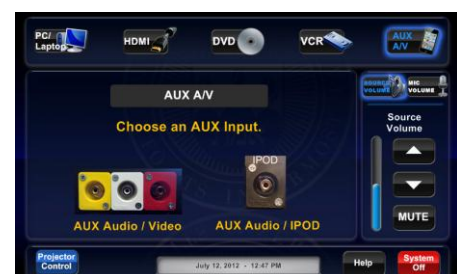 PC/
Laptop
HDMI
DVD
VCR
AUX
A/V
AUX A/V
SOURCE
VOLUME
MIC
VOLUME
Choose an AUX Input.
Source
Volume
IPOD
MUTE
AUX Audio / Video
AUX Audio / IPOD
Projector
Control
July 12, 2012 - 12:47 PM
Help
System
Off